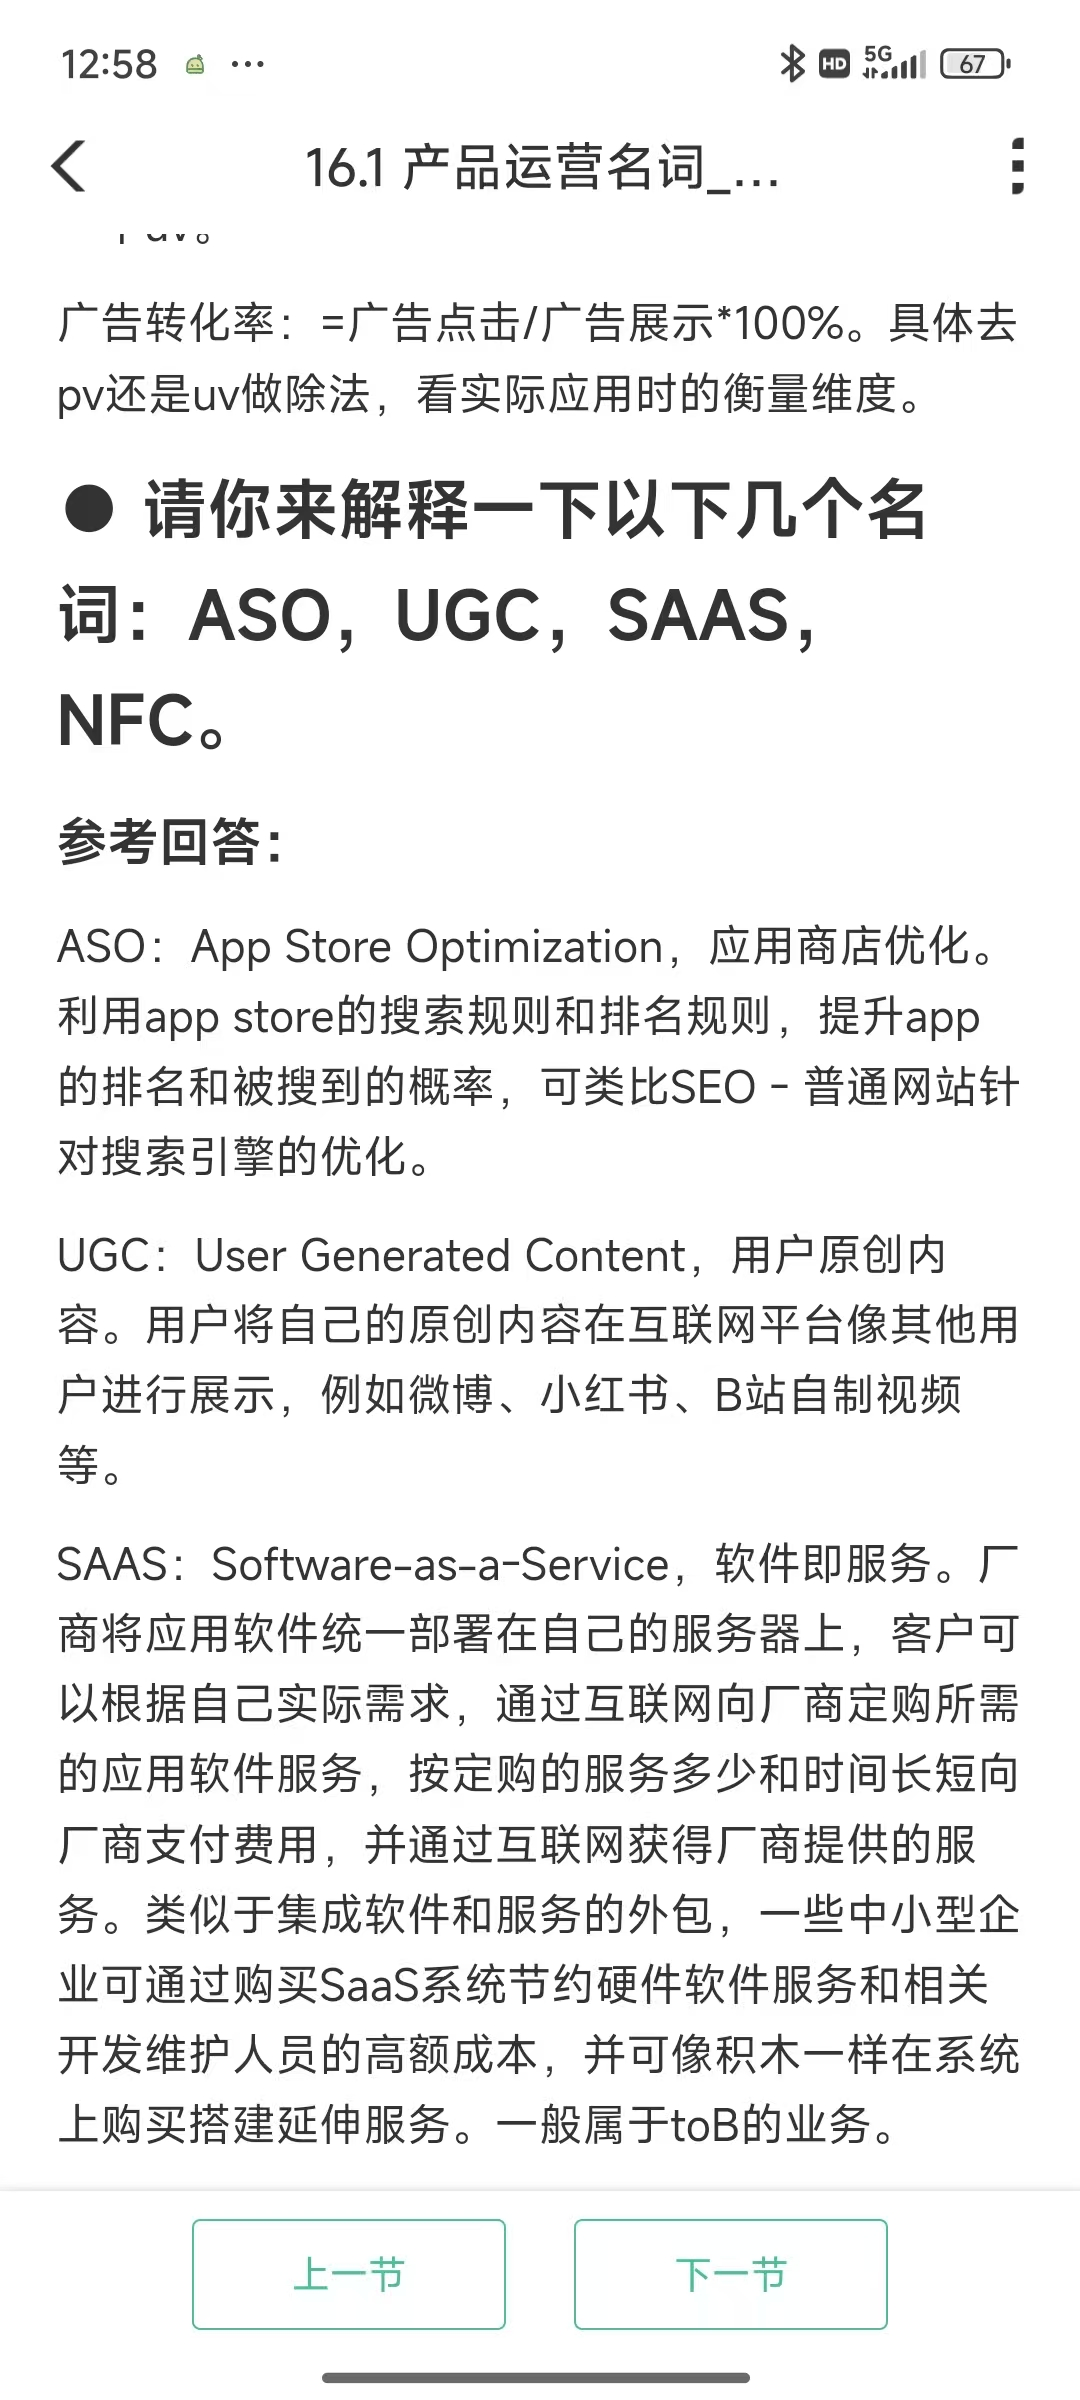 12:58 ...
HD 5G 67
16.1 产品运营名词_...
广告转化率：=广告点击/广告展示*100%。具体去
pv还是uv做除法，看实际应用时的衡量维度。
● 请你来解释一下以下几个名
词：ASO，UGC，SAAS，
NFC。
参考回答：
ASO：App Store Optimization，应用商店优化。
利用app store的搜索规则和排名规则，提升app
的排名和被搜到的概率，可类比SEO - 普通网站针
对搜索引擎的优化。
UGC：User Generated Content，用户原创内
容。用户将自己的原创内容在互联网平台像其他用
户进行展示，例如微博、小红书、B站自制视频
等。
SAAS：Software-as-a-Service，软件即服务。厂
商将应用软件统一部署在自己的服务器上，客户可
以根据自己实际需求，通过互联网向厂商定购所需
的应用软件服务，按定购的服务多少和时间长短向
厂商支付费用，并通过互联网获得厂商提供的服
务。类似于集成软件和服务的外包，一些中小型企
业可通过购买SaaS系统节约硬件软件服务和相关
开发维护人员的高额成本，并可像积木一样在系统
上购买搭建延伸服务。一般属于toB的业务。
上一节 下一节